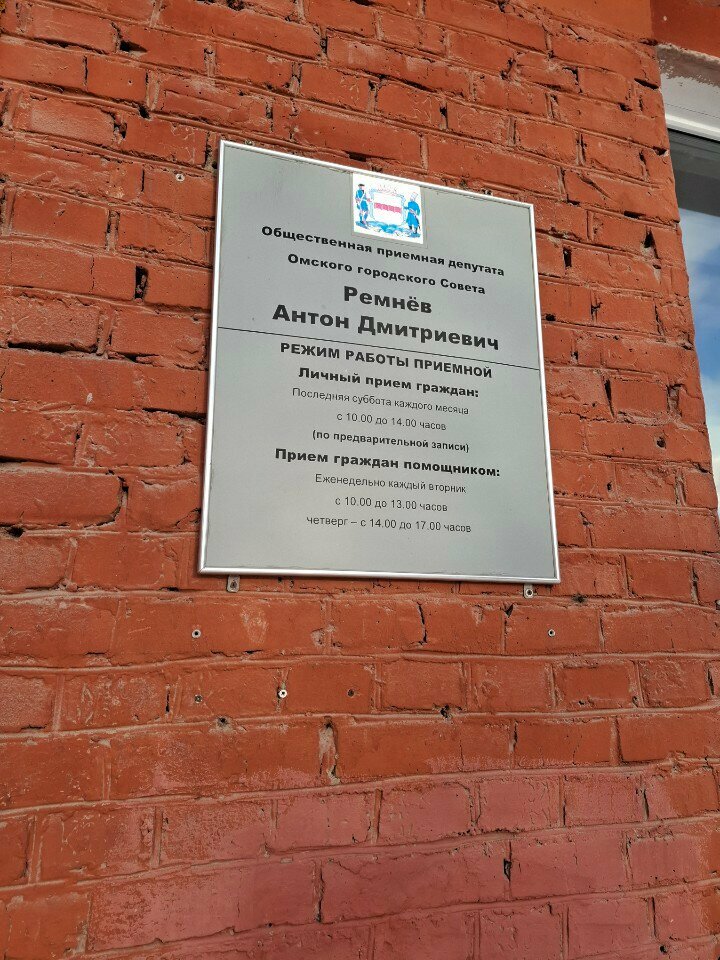 Общественная приемная депутата
Омского городского Совета
Ремнёв
Антон Дмитриевич
РЕЖИМ РАБОТЫ ПРИЕМНОЙ
Личный прием граждан:
Последняя суббота каждого месяца
с 10.00 до 14.00 часов
(по предварительной записи)
Прием граждан помощником:
Еженедельно каждый вторник
с 10.00 до 13.00 часов
четверг – с 14.00 до 17.00 часов